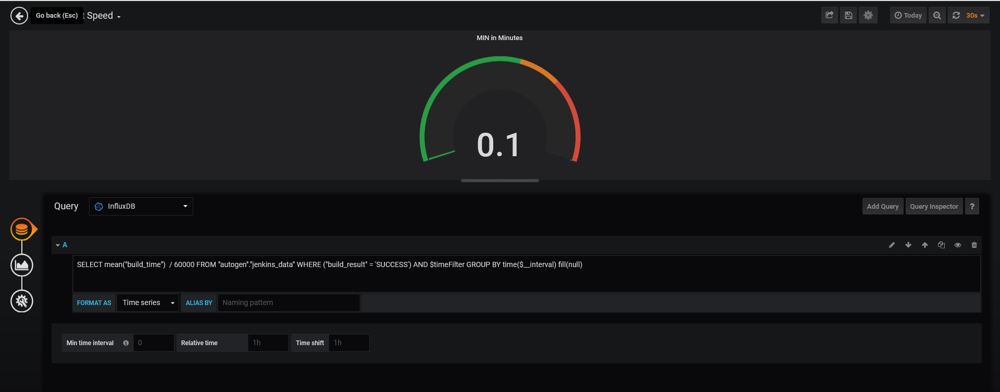 Go back (Esc) t Speed
Today 30s
MIN in Minutes
0.1
Query InfluxDB Add Query Query Inspector ?
A
SELECT mean("build_time")  / 60000 FROM "autogen"."jenkins_data" WHERE ("build_result" = 'SUCCESS') AND $timeFilter GROUP BY time($__interval) fill(null)
FORMAT AS Time series ALIAS BY Naming pattern
Min time interval 0 Relative time 1h Time shift 1h